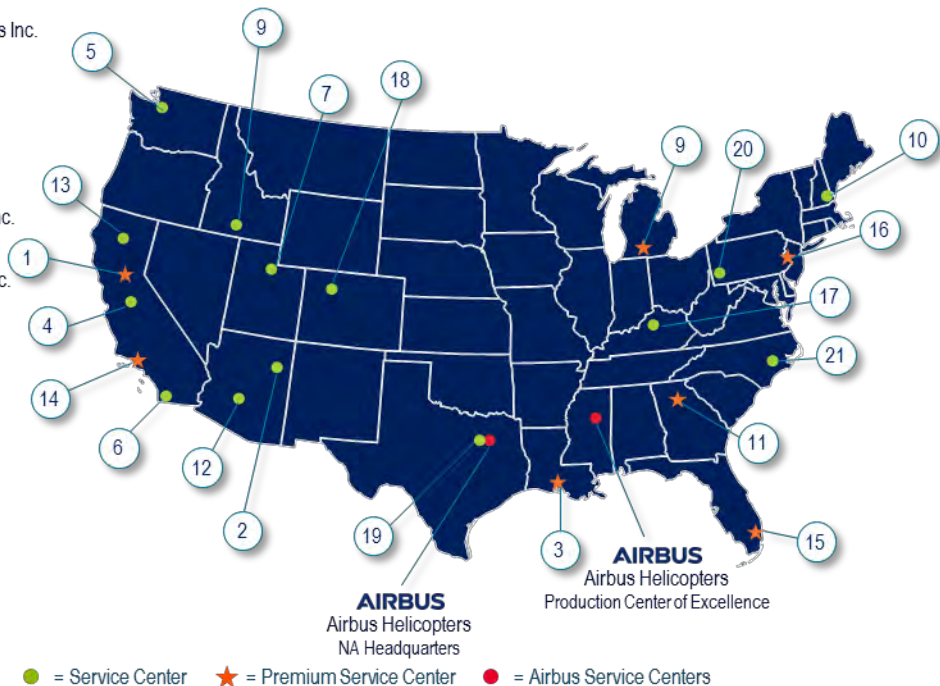 s Inc.
9
5
18
7
9
20
10
13
nc.
16
1
c.
17
4
21
14
11
6
12
2
19
3
15
AIRBUS
Airbus Helicopters
Production Center of Excellence
AIRBUS
Airbus Helicopters
NA Headquarters
= Service Center = Premium Service Center = Airbus Service Centers